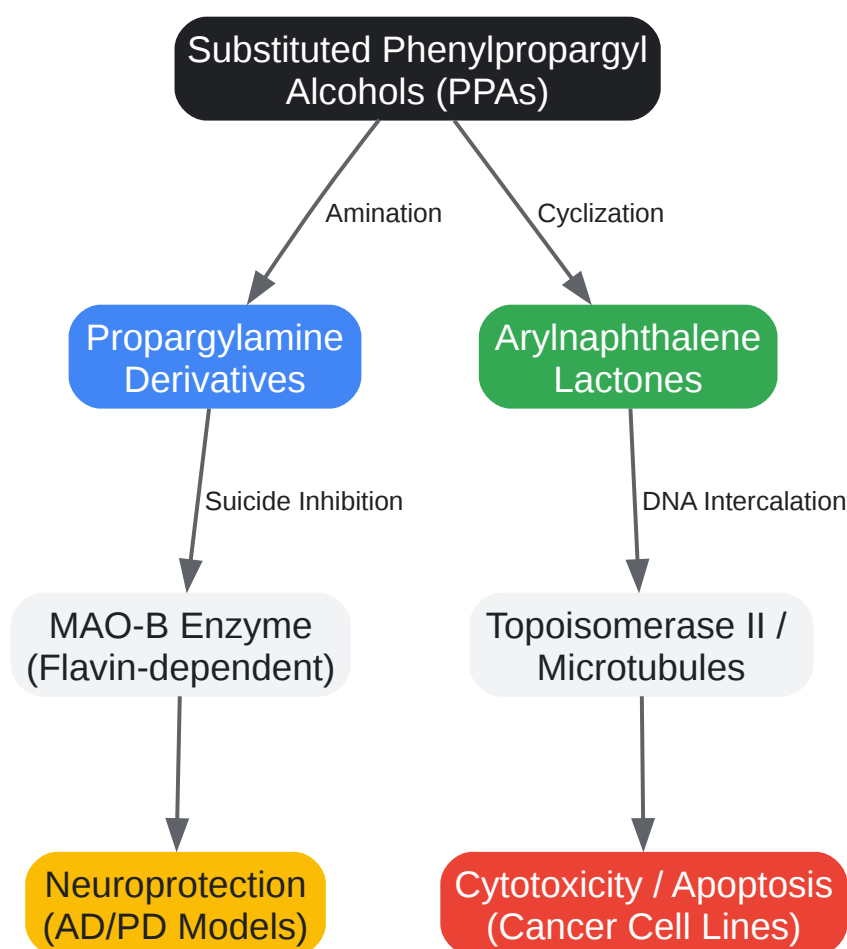 Substituted Phenylpropargyl
Alcohols (PPAs)
Amination
Cyclization
Propargylamine
Derivatives
Arylnaphthalene
Lactones
Suicide Inhibition
DNA Intercalation
MAO-B Enzyme
(Flavin-dependent)
Topoisomerase II /
Microtubules
Neuroprotection
(AD/PD Models)
Cytotoxicity / Apoptosis
(Cancer Cell Lines)